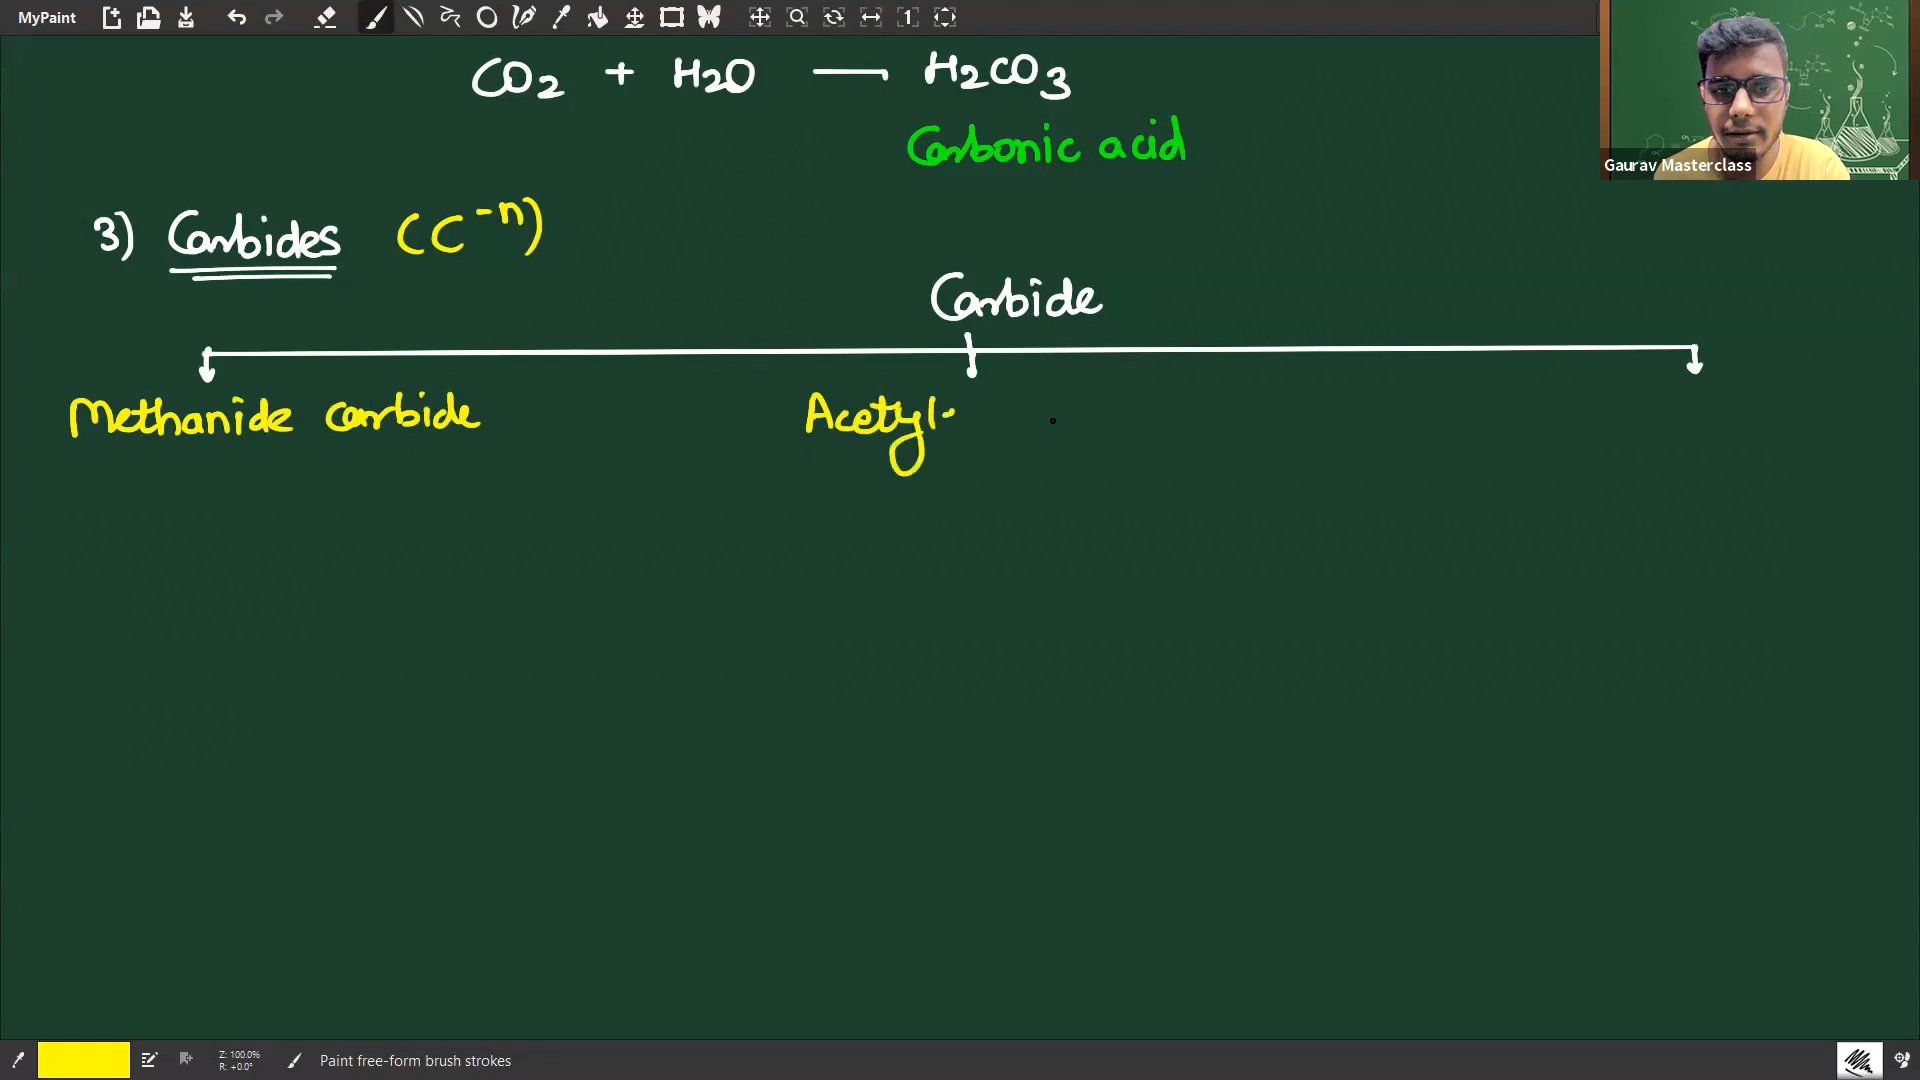 MyPaint
CO2 + H2O — H2CO3
Carbonic acid
Gaurav Masterclass
3) Carbides (C^-n)
Carbide
Methanide carbide Acetyl-
Z: 100.0%
R: +0.0°
Paint free-form brush strokes